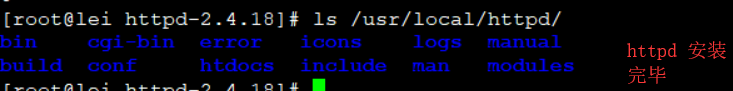 [root@lei httpd-2.4.18]# ls /usr/local/httpd/
bin cgi-bin error icons logs manual
build conf htdocs include man modules
[root@lei httpd-2.4.18]#
httpd 安装
完毕